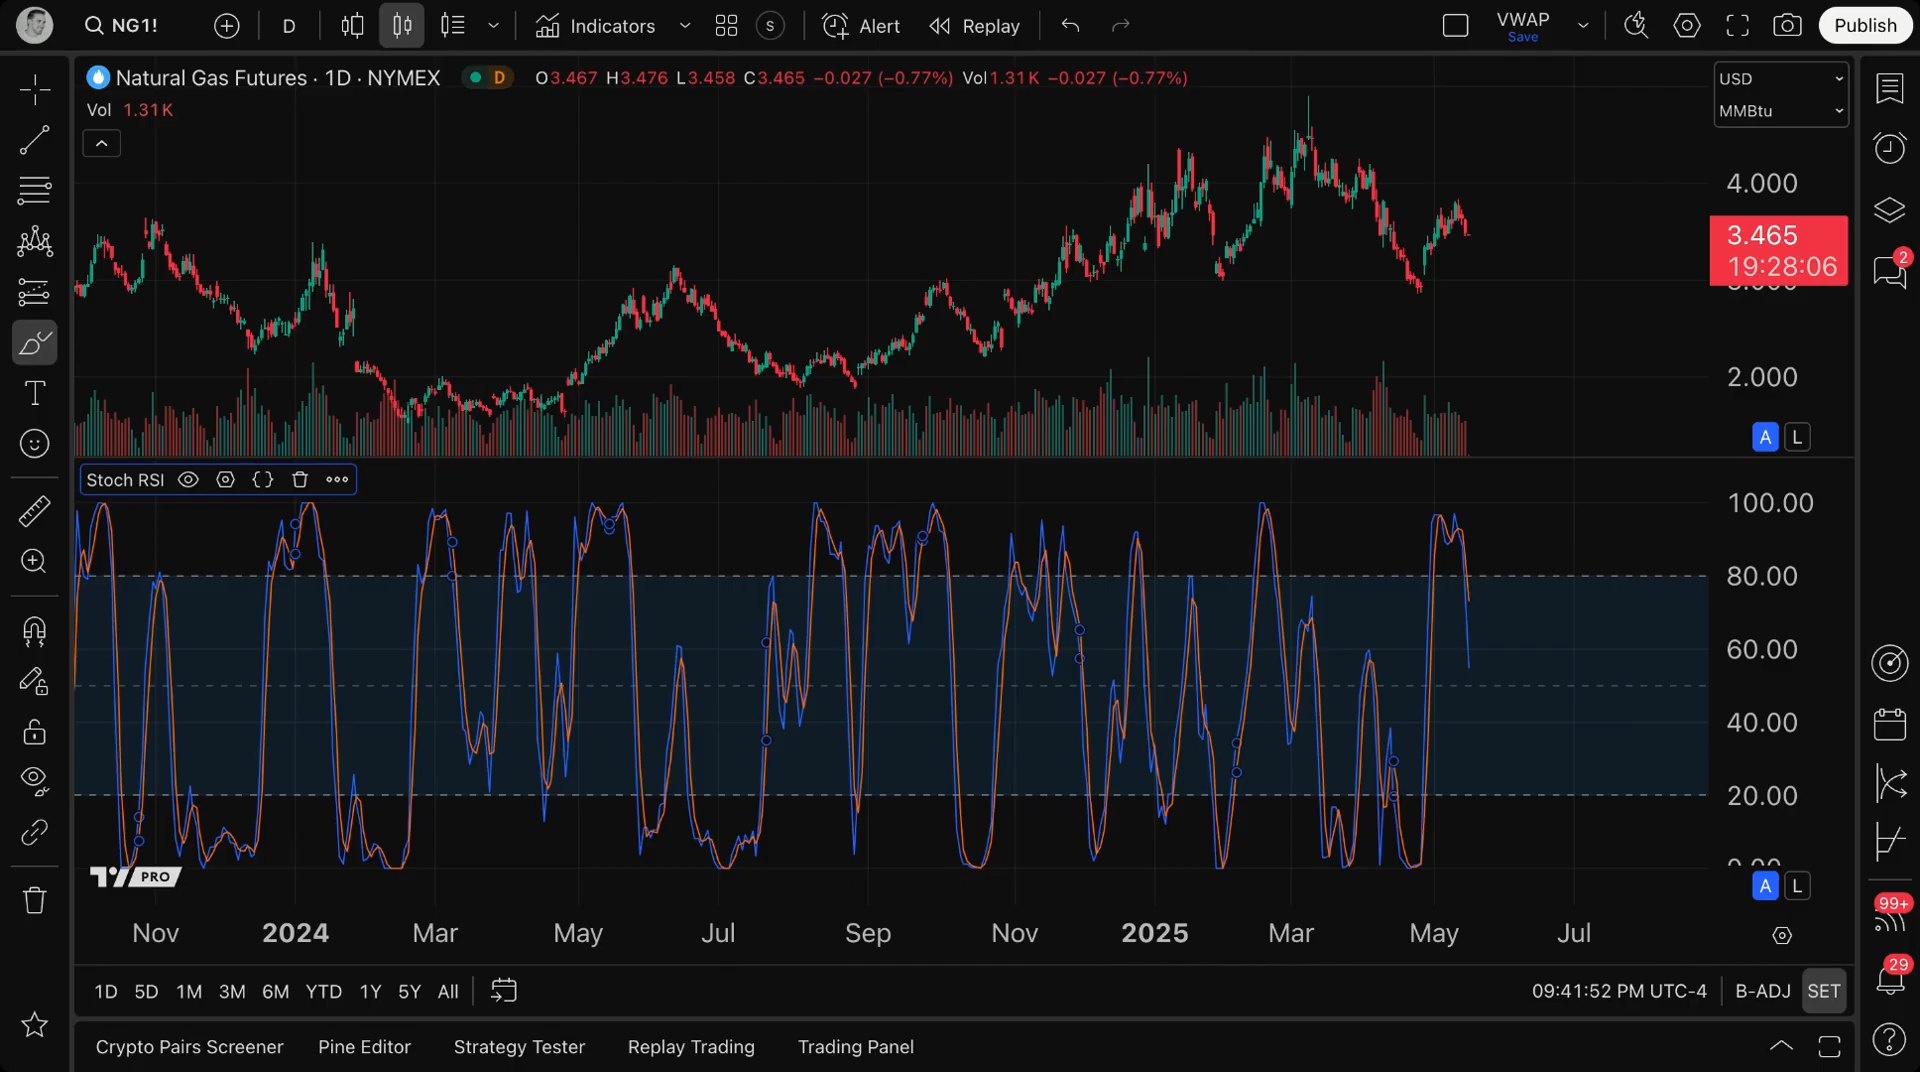 NG1!
D
Indicators
S
Alert
Replay
VWAP
Save
Publish
Natural Gas Futures · 1D · NYMEX
D
O3.467 H3.476 L3.458 C3.465 −0.027 (−0.77%) Vol1.31K −0.027 (−0.77%)
Vol 1.31K
USD
MMBtu
4.000
3.465
19:28:06
2.000
A L
2
Stoch RSI
100.00
80.00
60.00
40.00
20.00
PRO
A L
Nov 2024 Mar May Jul Sep Nov 2025 Mar May Jul
99+
29
1D 5D 1M 3M 6M YTD 1Y 5Y All
09:41:52 PM UTC-4 B-ADJ SET
Crypto Pairs Screener Pine Editor Strategy Tester Replay Trading Trading Panel